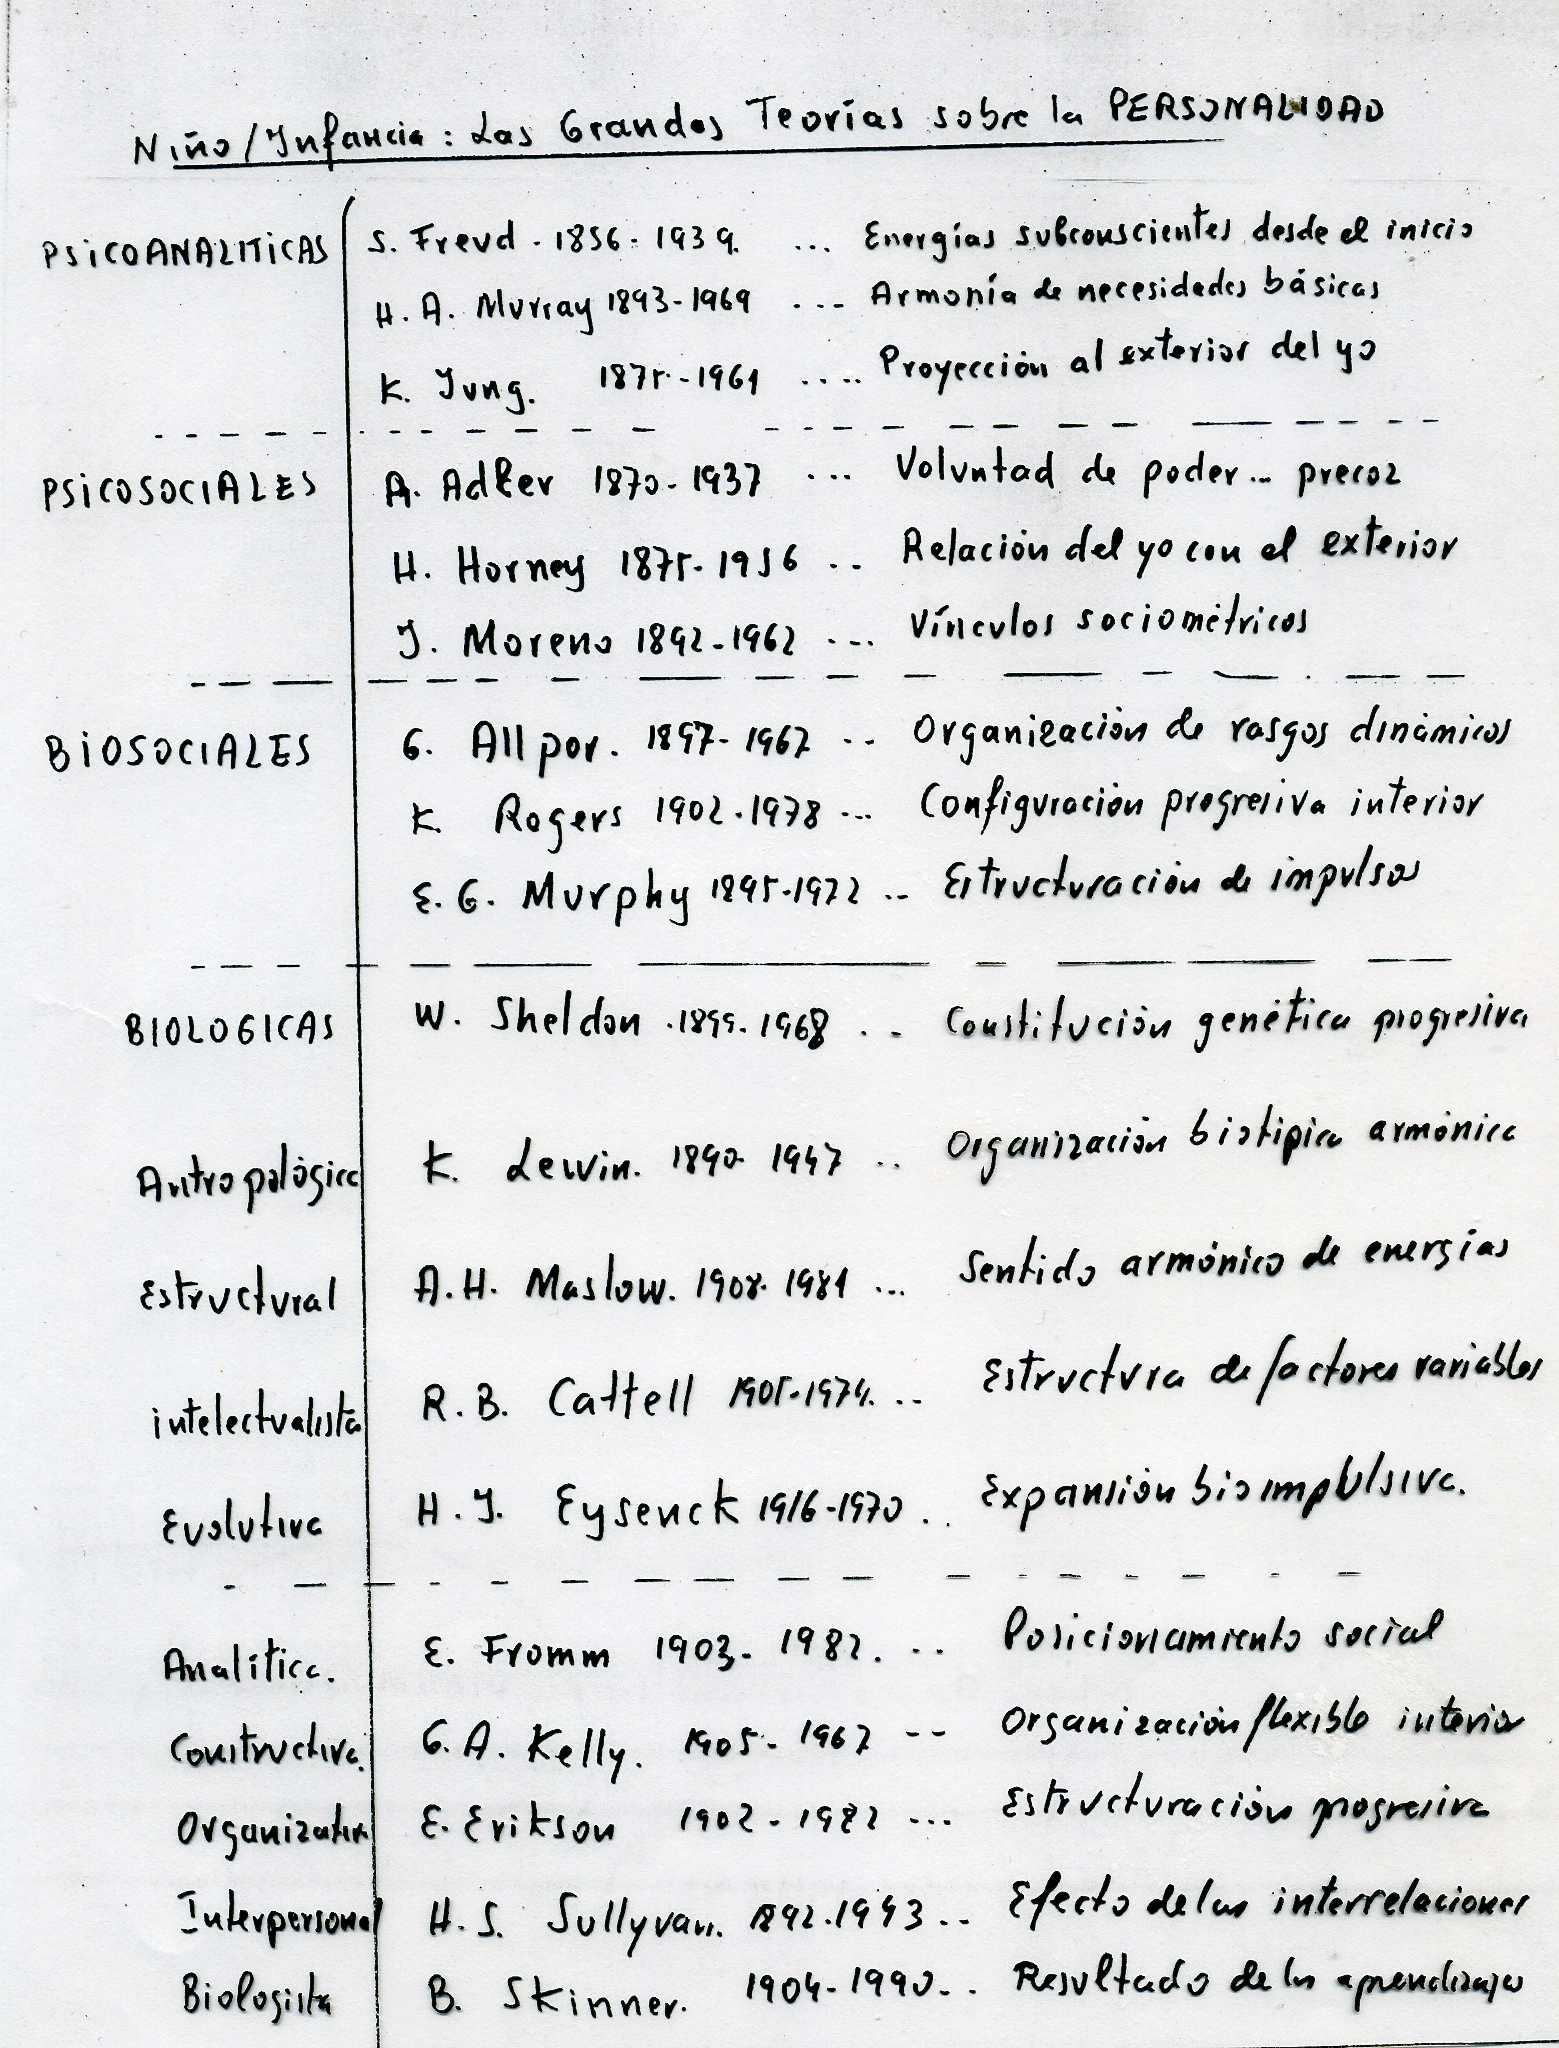 Niño/Infancia: Las Grandes Teorías sobre la PERSONALIDAD
PSiCOANALITiCAS S. Freud - 1856 - 1939. ... Energías subconscientes desde el inicio
H. A. Murray 1893-1969 ... Armonía de necesidades básicas
K. Jung. 1875-1961 .... Proyección al exterior del yo
PSiCOSOCiALES A. Adler 1870-1937 ... Voluntad de poder... precoz
H. Horney 1875-1956 .. Relación del yo con el exterior
J. Moreno 1892-1962 ... Vínculos sociométricos
BiOSOCiALES G. Allpor. 1897-1967 .. Organización de rasgos dinámicos
K. Rogers 1902-1978 ... Configuración progresiva interior
E. G. Murphy 1895-1972 .. Estructuración de impulsos
BIOLOGICAS W. Sheldon .1899-1968 .. Constitución genética progresiva
Antropológica K. Lewin. 1890- 1947 .. Organización biotípica armónica
Estructural A.H. Maslow. 1908- 1981 ... Sentido armónico de energías
intelectualista R.B. Cattell 1905-1974. .. Estructura de factores variables
Evolutiva H. J. Eysenck 1916-1970 .. Expansión bioimpulsiva.
Analítica. E. Fromm 1903- 1982. .. Posicionamiento social
Constructiva. G. A. Kelly. 1905- 1967 -- Organización flexible interior
Organizativa E. Erikson 1902-1982 ... Estructuración progresiva
Interpersonal H. S. Sullyvan. 1892-1943 .. Efecto de las interrelaciones
Biologista B. Skinner. 1904-1990 .. Resultado de los aprendizajes